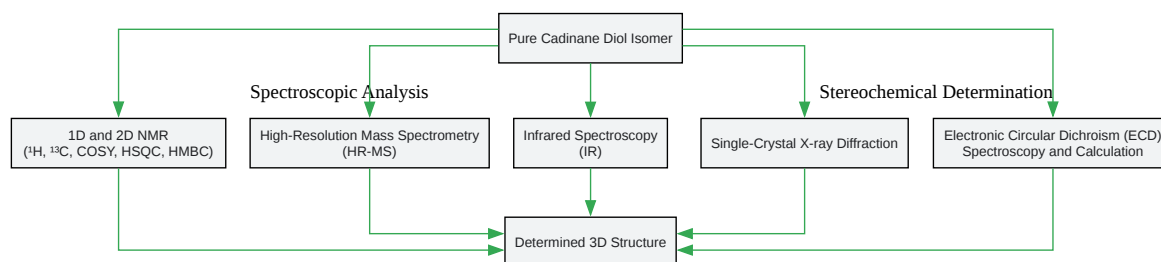 Pure Cadinane Diol Isomer
Spectroscopic Analysis
Stereochemical Determination
1D and 2D NMR
(¹H, ¹³C, COSY, HSQC, HMBC)
High-Resolution Mass Spectrometry
(HR-MS)
Infrared Spectroscopy
(IR)
Single-Crystal X-ray Diffraction
Electronic Circular Dichroism (ECD)
Spectroscopy and Calculation
Determined 3D Structure